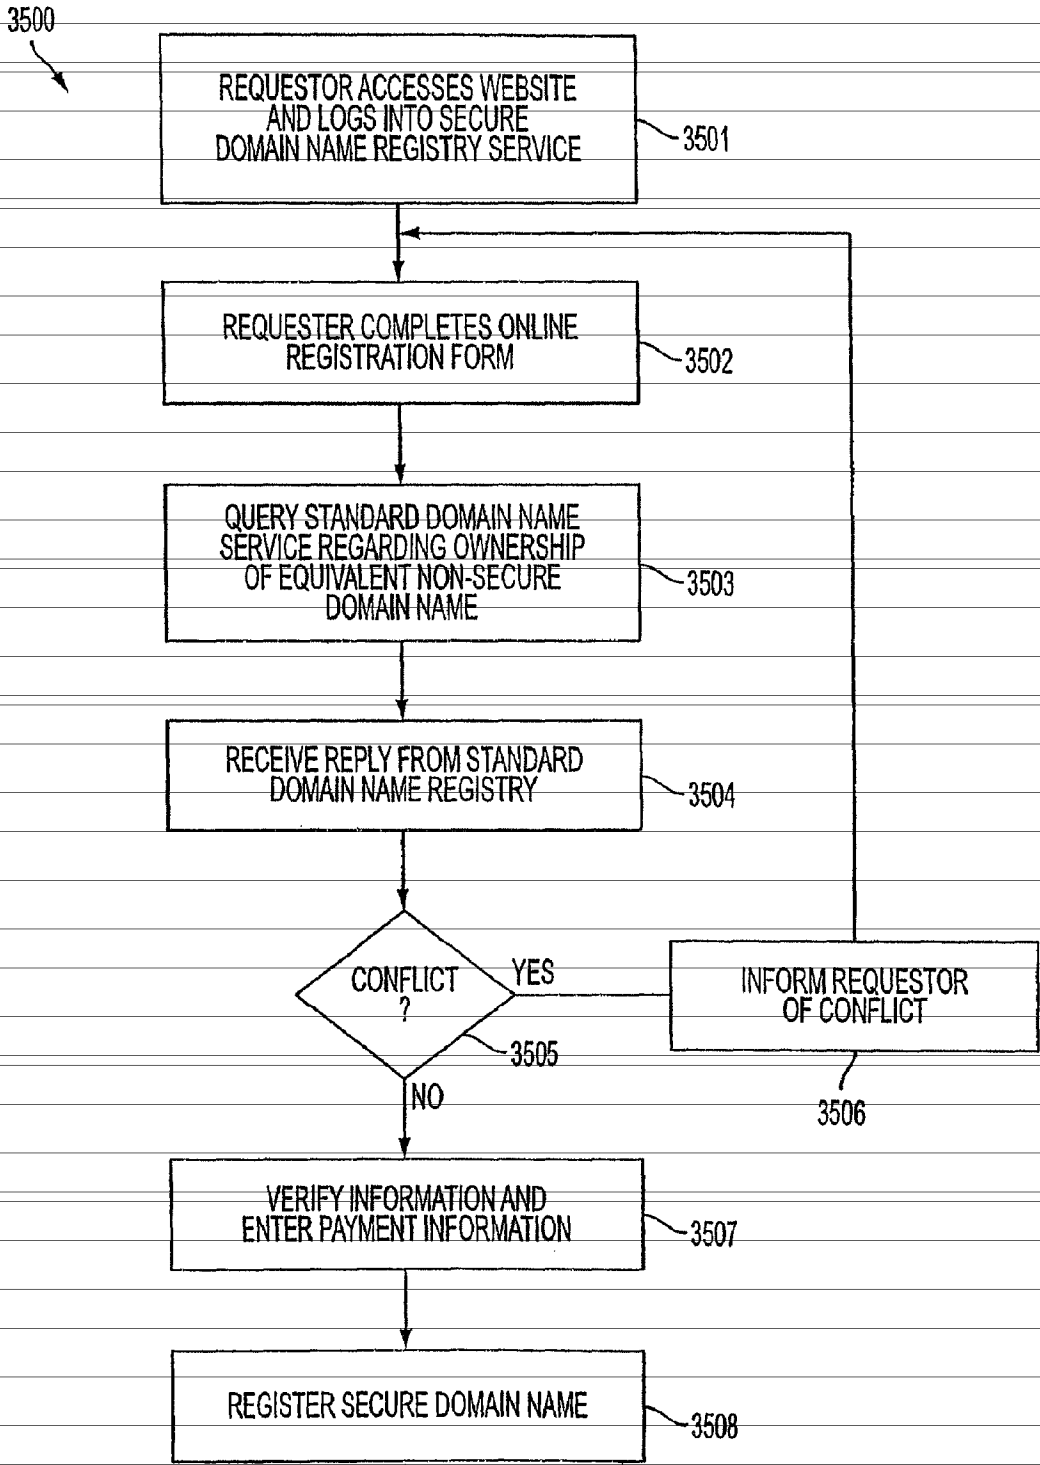 3500
REQUESTOR ACCESSES WEBSITE
AND LOGS INTO SECURE
DOMAIN NAME REGISTRY SERVICE
3501
REQUESTER COMPLETES ONLINE
REGISTRATION FORM
3502
QUERY STANDARD DOMAIN NAME
SERVICE REGARDING OWNERSHIP
OF EQUIVALENT NON-SECURE
DOMAIN NAME
3503
RECEIVE REPLY FROM STANDARD
DOMAIN NAME REGISTRY
3504
CONFLICT
?
YES
3505
NO
INFORM REQUESTOR
OF CONFLICT
3506
VERIFY INFORMATION AND
ENTER PAYMENT INFORMATION
3507
REGISTER SECURE DOMAIN NAME
3508